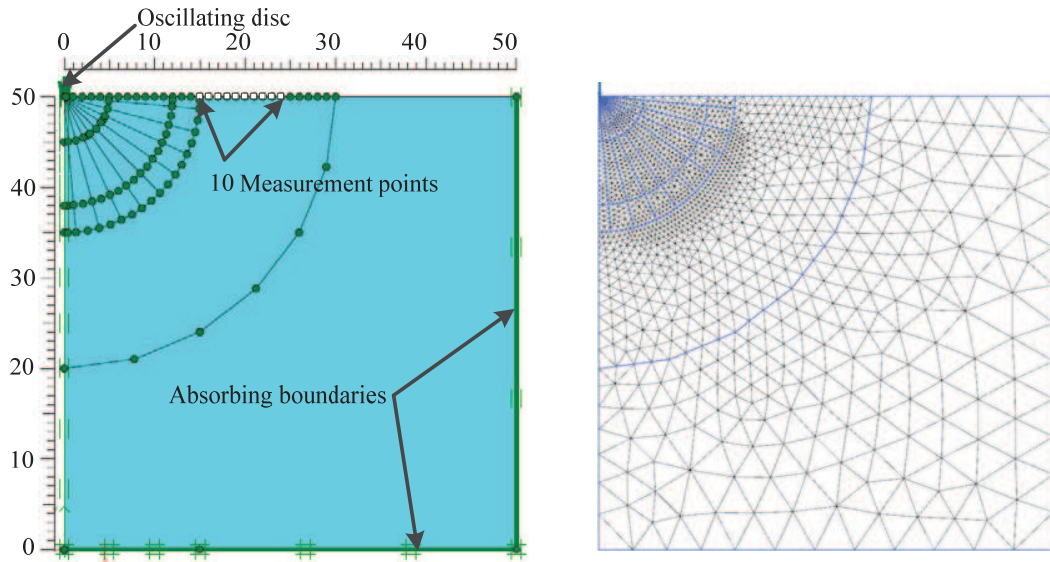 Oscillating disc
0 10 20 30 40 50
50
40
30
20
10
0
10 Measurement points
Absorbing boundaries